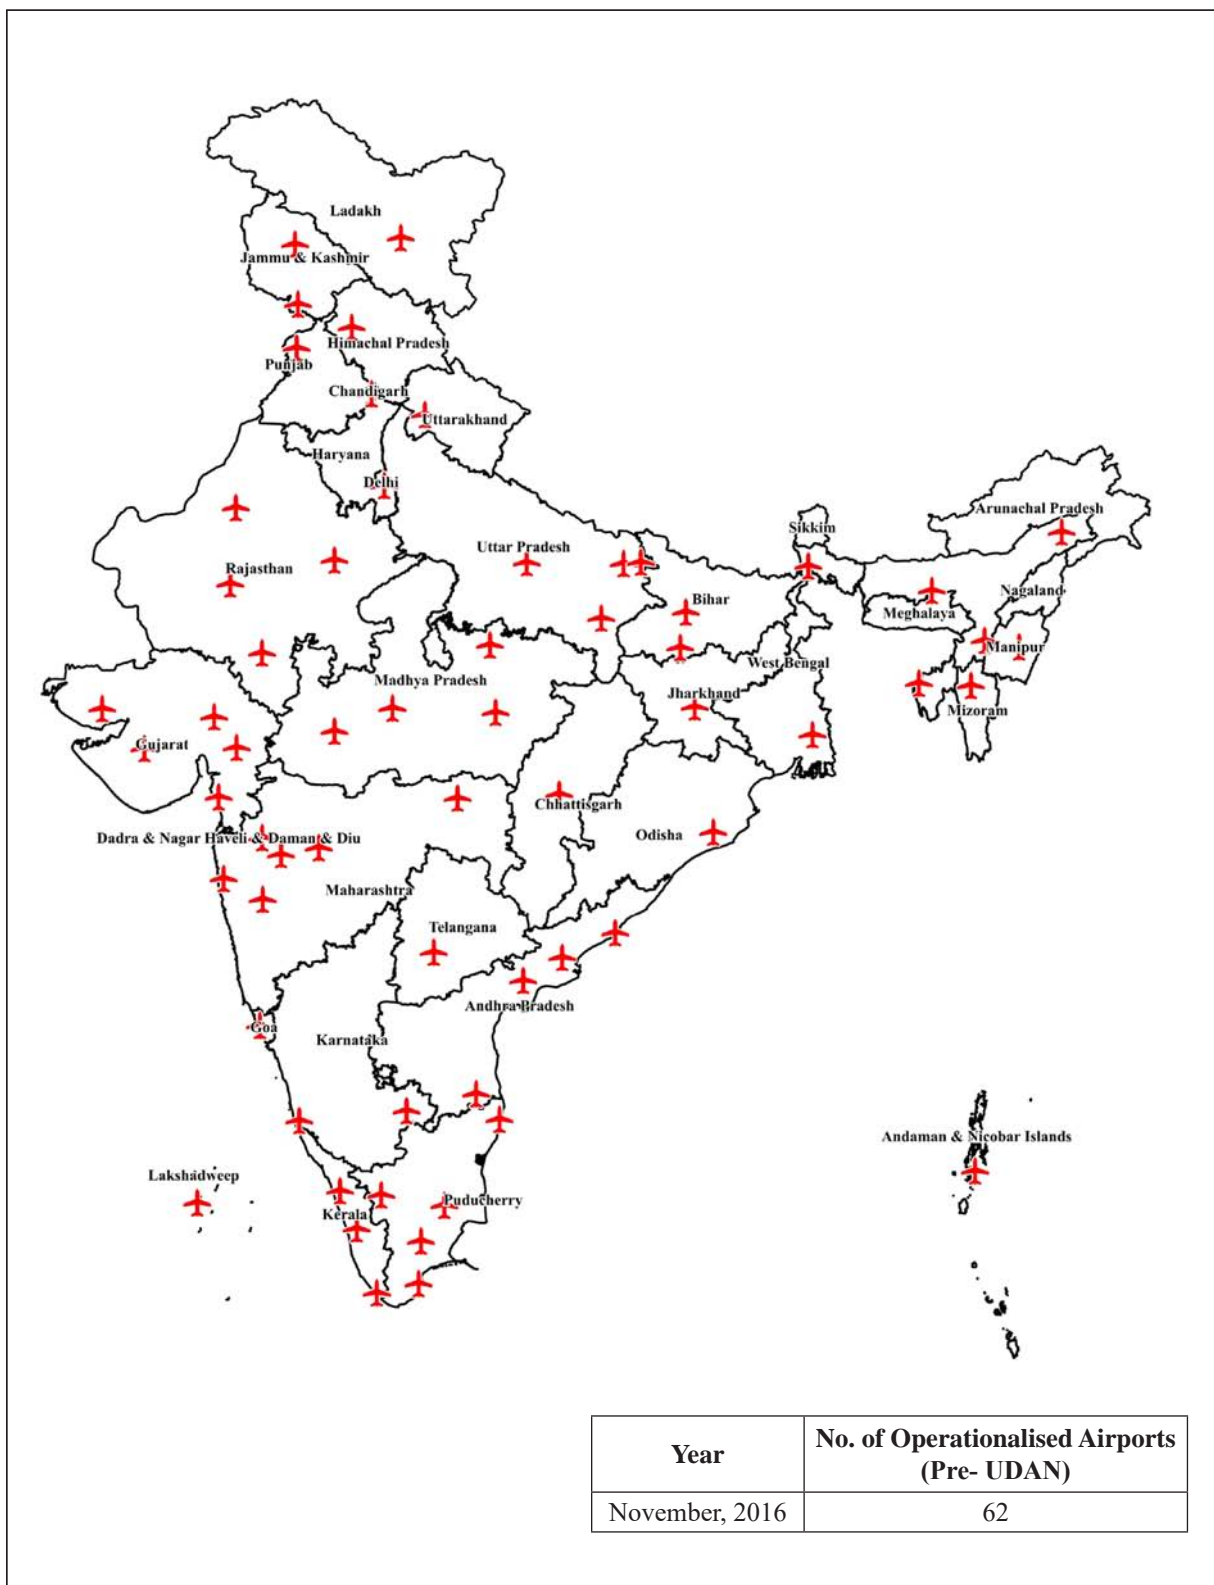 Ladakh
Jammu & Kashmir
Himachal Pradesh
Punjab
Chandigarh
Uttarakhand
Haryana
Delhi
Arunachal Pradesh
Sikkim
Uttar Pradesh
Rajasthan
Nagaland
Bihar
Meghalaya
Manipur
West Bengal
Madhya Pradesh
Jharkhand
Mizoram
Gujarat
Chhattisgarh
Odisha
Dadra & Nagar Haveli & Daman & Diu
Maharashtra
Telangana
Andhra Pradesh
Goa
Karnataka
Andaman & Nicobar Islands
Lakshadweep
Puducherry
Kerala
Year
No. of Operationalised Airports
(Pre- UDAN)
November, 2016
62